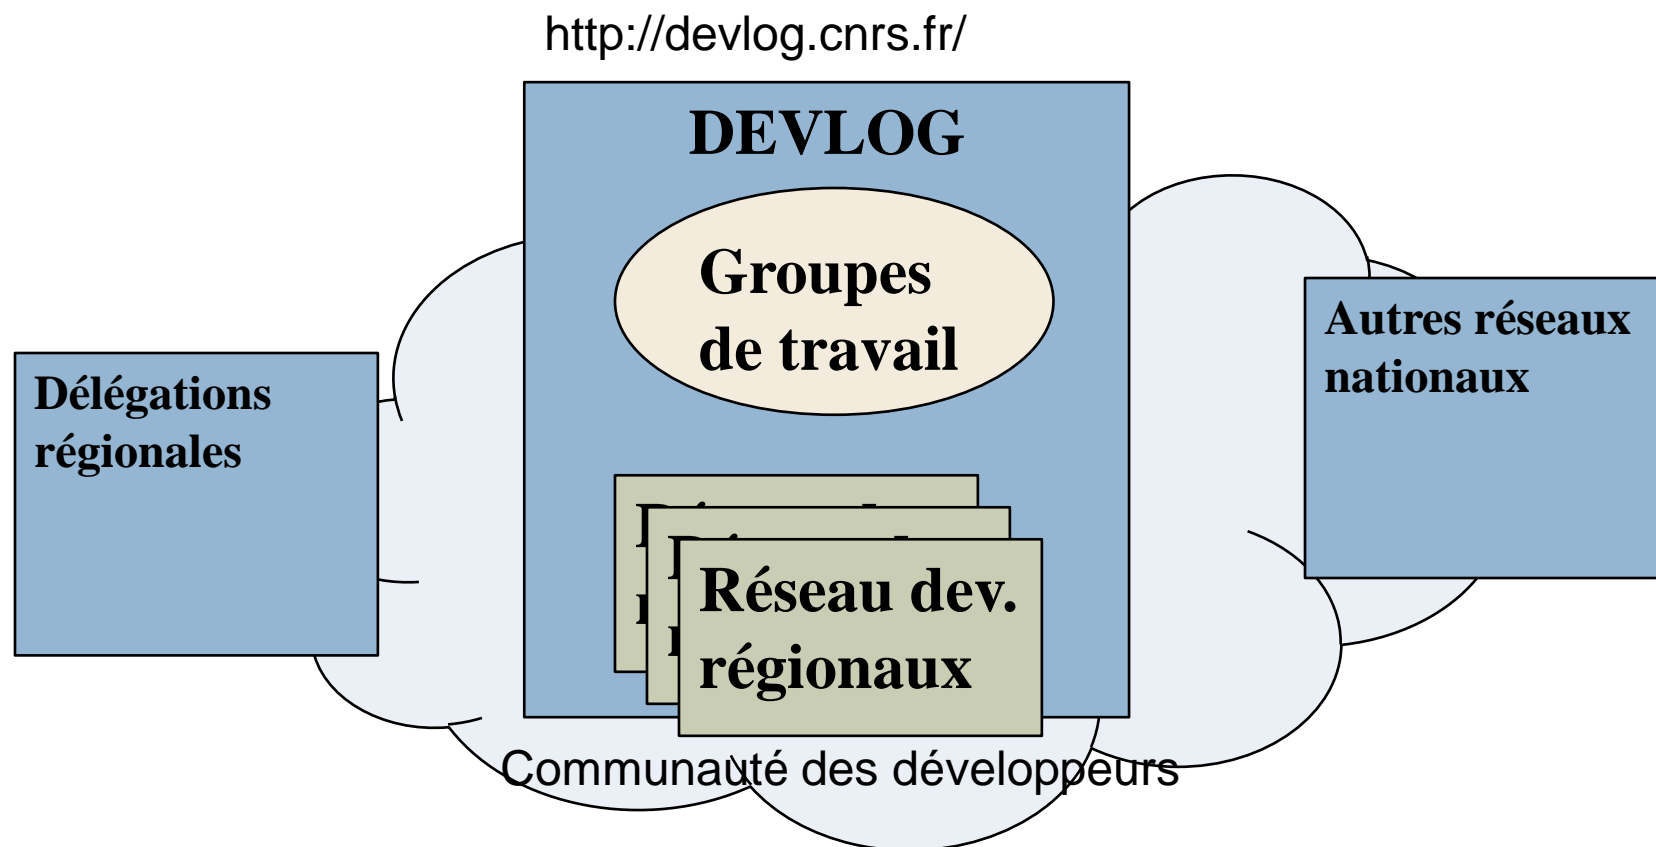 http://devlog.cnrs.fr/
DEVLOG
Groupes
de travail
Autres réseaux
nationaux
Délégations
régionales
Réseau dev.
régionaux
Communauté des développeurs